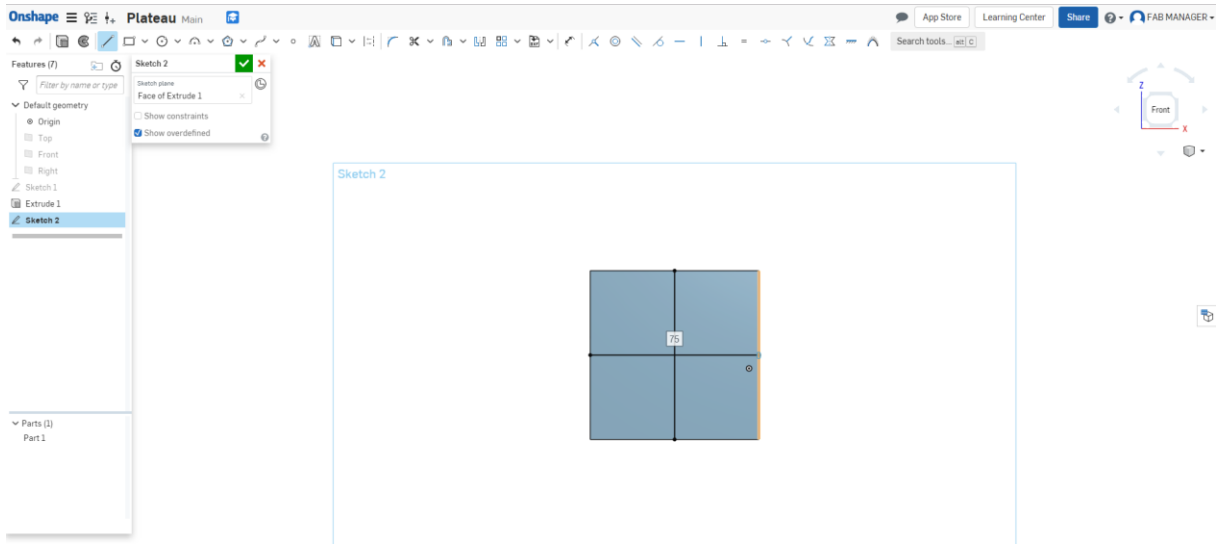 Onshape Plateau Main App Store Learning Center Share FAB MANAGER
Search tools... alt C
Features (7)
Filter by name or type
Default geometry
Origin
Top
Front
Right
Sketch 1
Extrude 1
Sketch 2
Parts (1)
Part 1
Sketch 2
Sketch plane
Face of Extrude 1
Show constraints
Show overdefined
Sketch 2
75
Z
Front
X